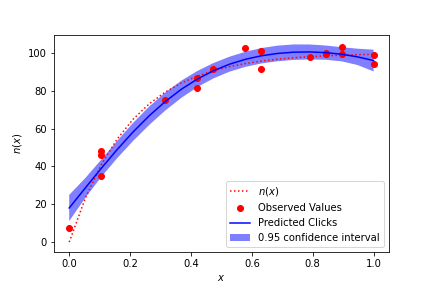 100
80
60
40
20
0
n(x)
n(x)
Observed Values
Predicted Clicks
0.95 confidence interval
0.0 0.2 0.4 0.6 0.8 1.0
x